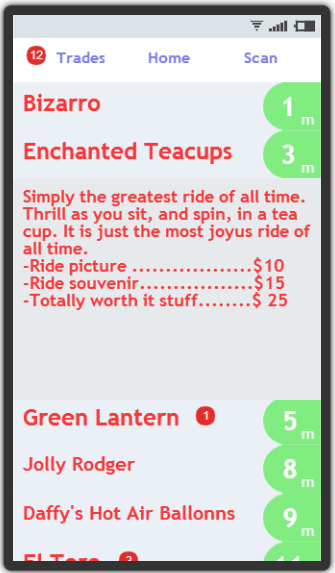 12 Trades Home Scan
Bizarro 1 m
Enchanted Teacups 3 m
Simply the greatest ride of all time.
Thrill as you sit, and spin, in a tea
cup. It is just the most joyus ride of
all time.
-Ride picture ..................$10
-Ride souvenir.................$15
-Totally worth it stuff........$ 25
Green Lantern 1 5 m
Jolly Rodger 8 m
Daffy's Hot Air Ballonns 9 m
El Toro